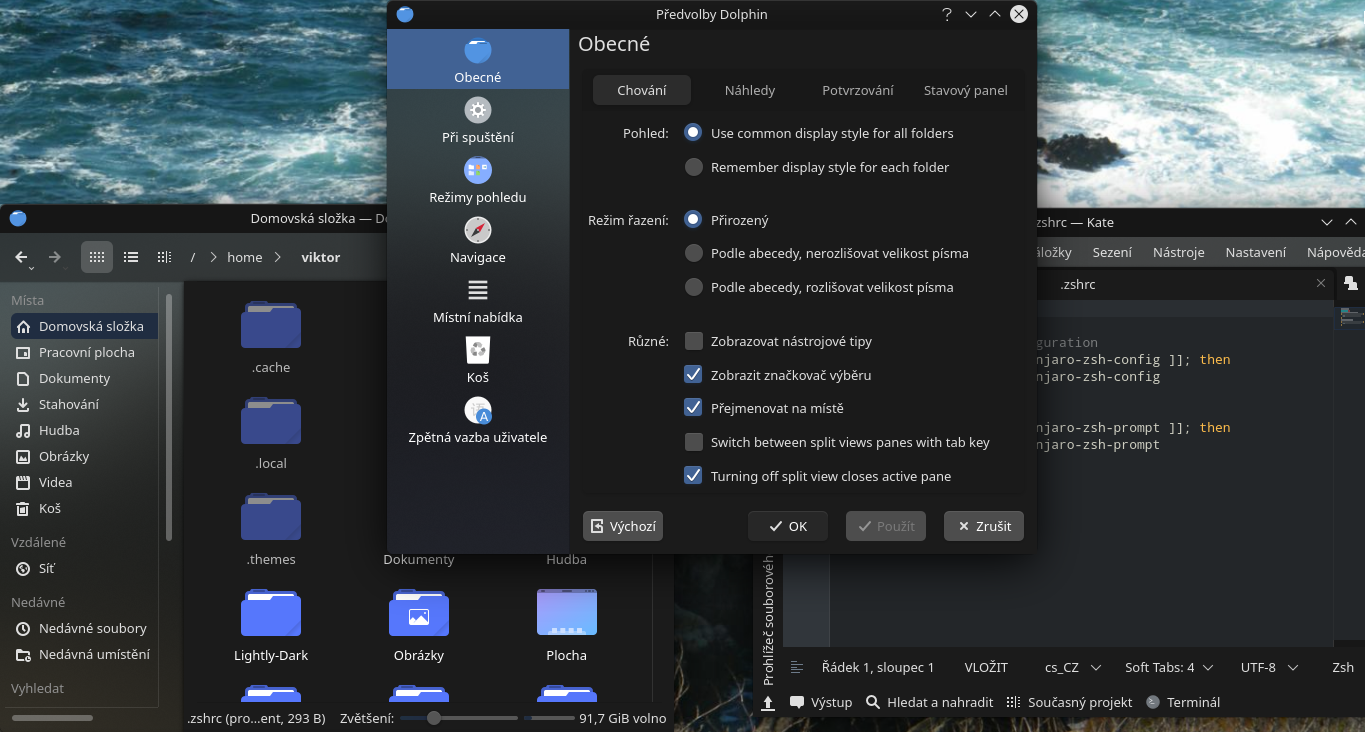 Předvolby Dolphin
?
Obecné
Při spuštění
Režimy pohledu
Navigace
Místní nabídka
Koš
Zpětná vazba uživatele
Obecné
Chování
Náhledy
Potvrzování
Stavový panel
Pohled:
Use common display style for all folders
Remember display style for each folder
Režim řazení:
Přirozený
Podle abecedy, nerozlišovat velikost písma
Podle abecedy, rozlišovat velikost písma
Různé:
Zobrazovat nástrojové tipy
Zobrazit značkovač výběru
Přejmenovat na místě
Switch between split views panes with tab key
Turning off split view closes active pane
Výchozí
OK
Použít
Zrušit
Domovská složka — Do
/ home viktor
Místa
Domovská složka
Pracovní plocha
Dokumenty
Stahování
Hudba
Obrázky
Videa
Koš
Vzdálené
Síť
Nedávné
Nedávné soubory
Nedávná umístění
Vyhledat
.cache
.local
.themes
Dokumenty
Hudba
Lightly-Dark
Obrázky
Plocha
.zshrc (pro...ent, 293 B)
Zvětšení:
91,7 GiB volno
zshrc — Kate
áložky
Sezení
Nástroje
Nastavení
Nápověda
.zshrc
guration
njaro-zsh-config ]]; then
njaro-zsh-config
njaro-zsh-prompt ]]; then
njaro-zsh-prompt
Prohlížeč souborovéh
Řádek 1, sloupec 1
VLOŽIT
cs_CZ
Soft Tabs: 4
UTF-8
Zsh
Výstup
Hledat a nahradit
Současný projekt
Terminál